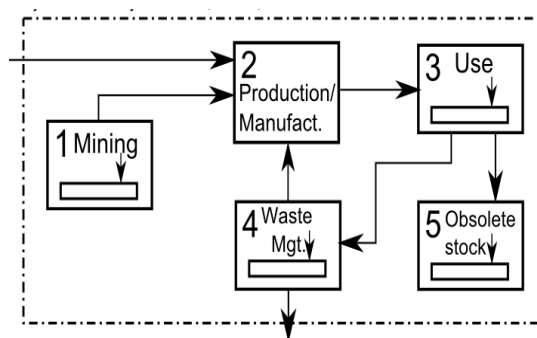 2
Production/
Manufact.
3 Use
1 Mining
4 Waste
Mgt.
5 Obsolete
stock